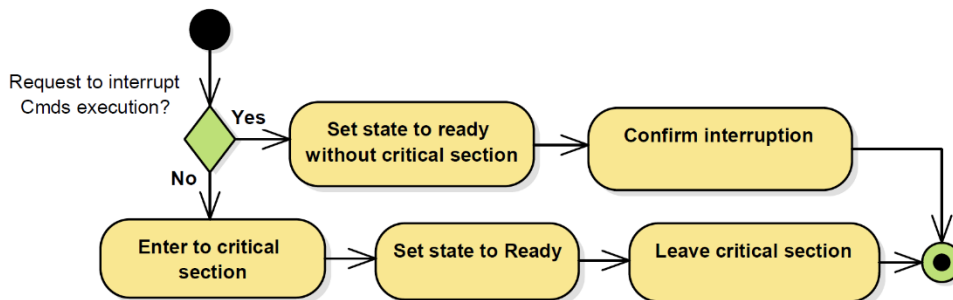 Request to interrupt
Cmds execution?
Yes
Set state to ready
without critical section
Confirm interruption
No
Enter to critical
section
Set state to Ready
Leave critical section